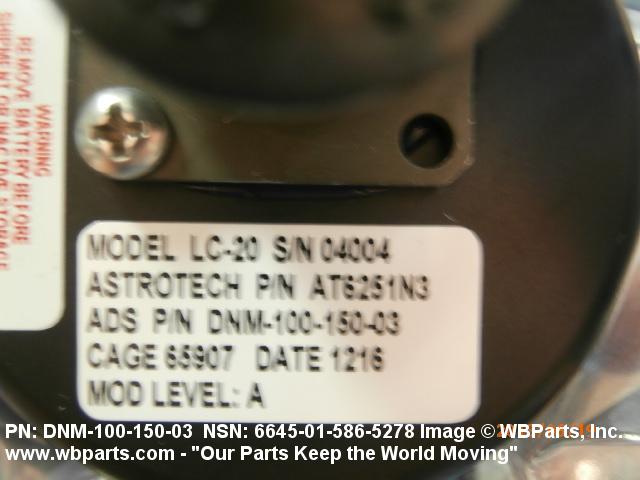 WARNING
REMOVE BATTERY BEFORE
SHIPMENT OR INACTIVE STORAGE
MODEL LC-20 S/N 04004
ASTROTECH P/N AT6251N3
ADS P/N DNM-100-150-03
CAGE 65907 DATE 1216
MOD LEVEL: A
PN: DNM-100-150-03 NSN: 6645-01-586-5278 Image © WBParts, Inc.
www.wbparts.com - "Our Parts Keep the World Moving"